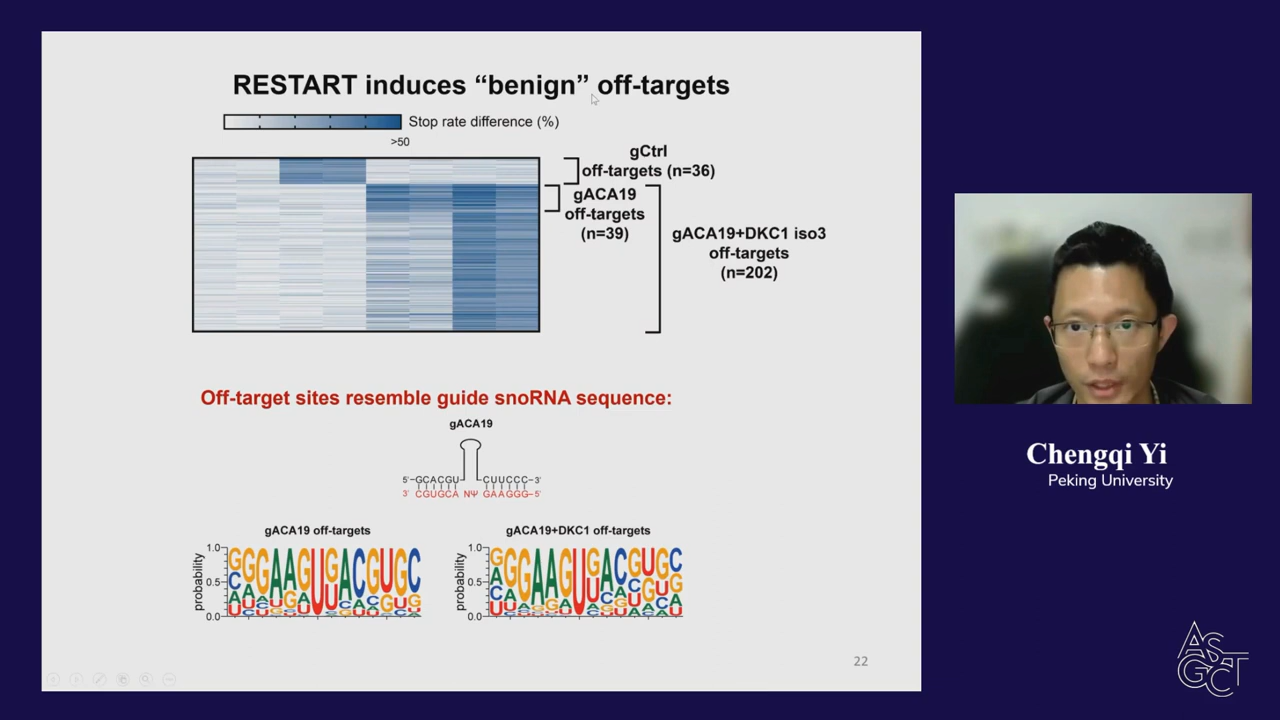 RESTART induces “benign” off-targets
Stop rate difference (%)
>50
gCtrl
off-targets (n=36)
gACA19
off-targets
(n=39)
gACA19+DKC1 iso3
off-targets
(n=202)
Off-target sites resemble guide snoRNA sequence:
gACA19
5'-GCACGU CUUCCC-3'
3' CGUGCA NΨ GAAGGG-5'
gACA19 off-targets
gACA19+DKC1 off-targets
probability
1.0
0.5
0.0
probability
1.0
0.5
0.0
22
Chengqi Yi
Peking University
ASGCT